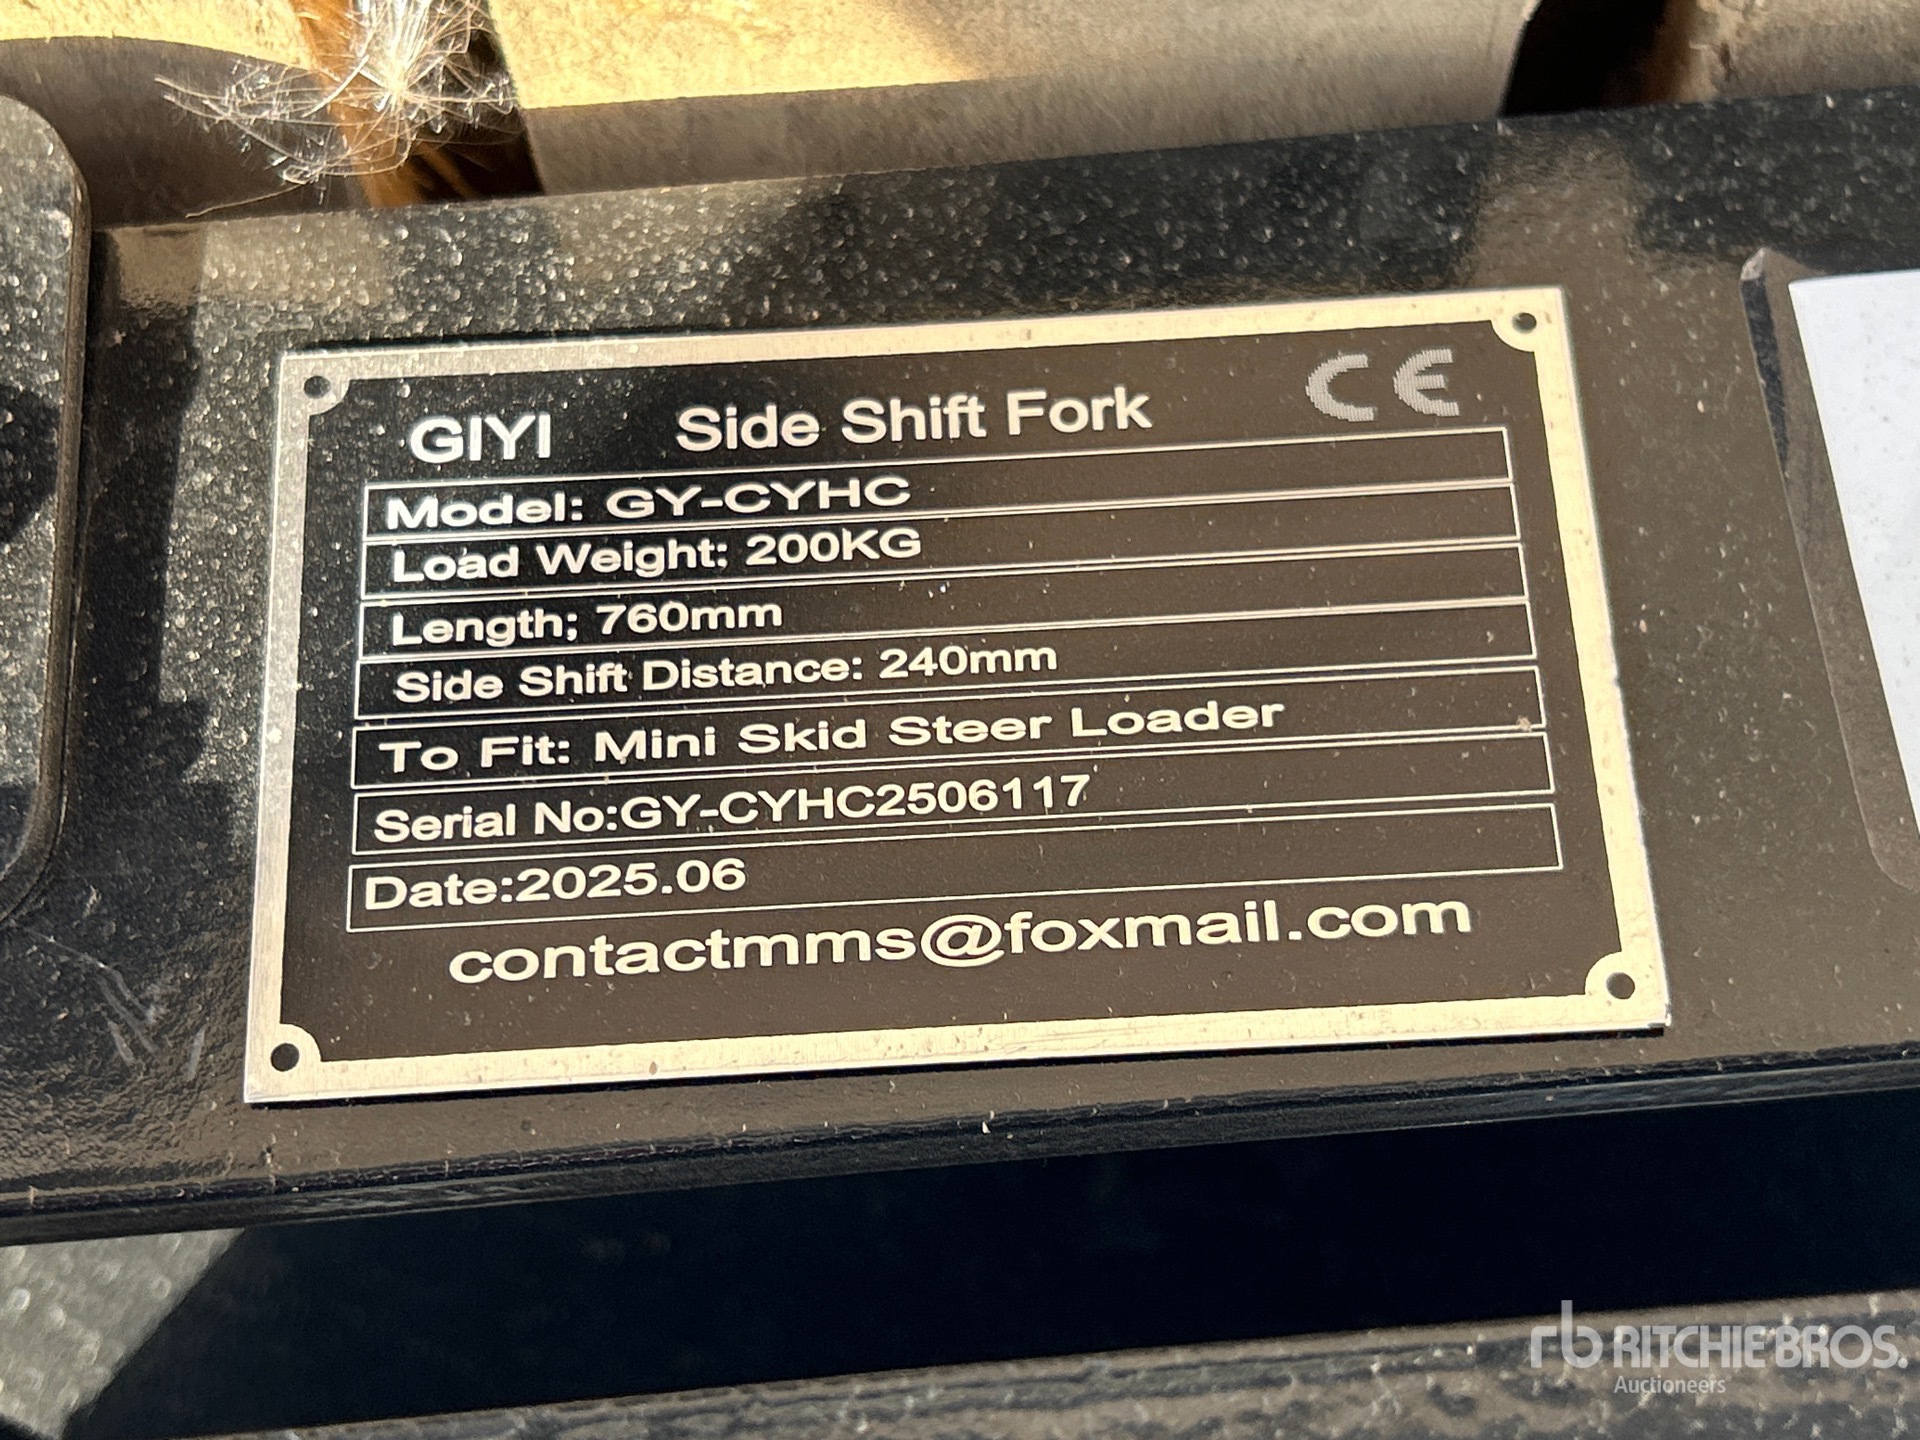 GIYI Side Shift Fork CE
Model: GY-CYHC
Load Weight: 200KG
Length; 760mm
Side Shift Distance: 240mm
To Fit: Mini Skid Steer Loader
Serial No:GY-CYHC2506117
Date:2025.06
contactmms@foxmail.com
rb RITCHIE BROS.
Auctioneers